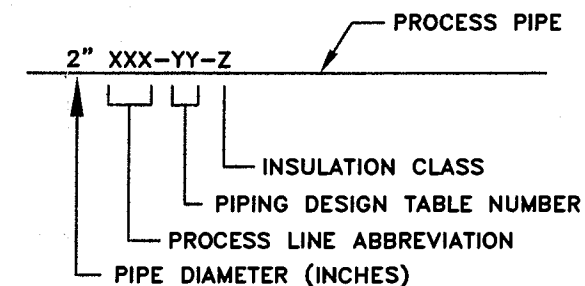 PROCESS PIPE
2" XXX-YY-Z
INSULATION CLASS
PIPING DESIGN TABLE NUMBER
PROCESS LINE ABBREVIATION
PIPE DIAMETER (INCHES)